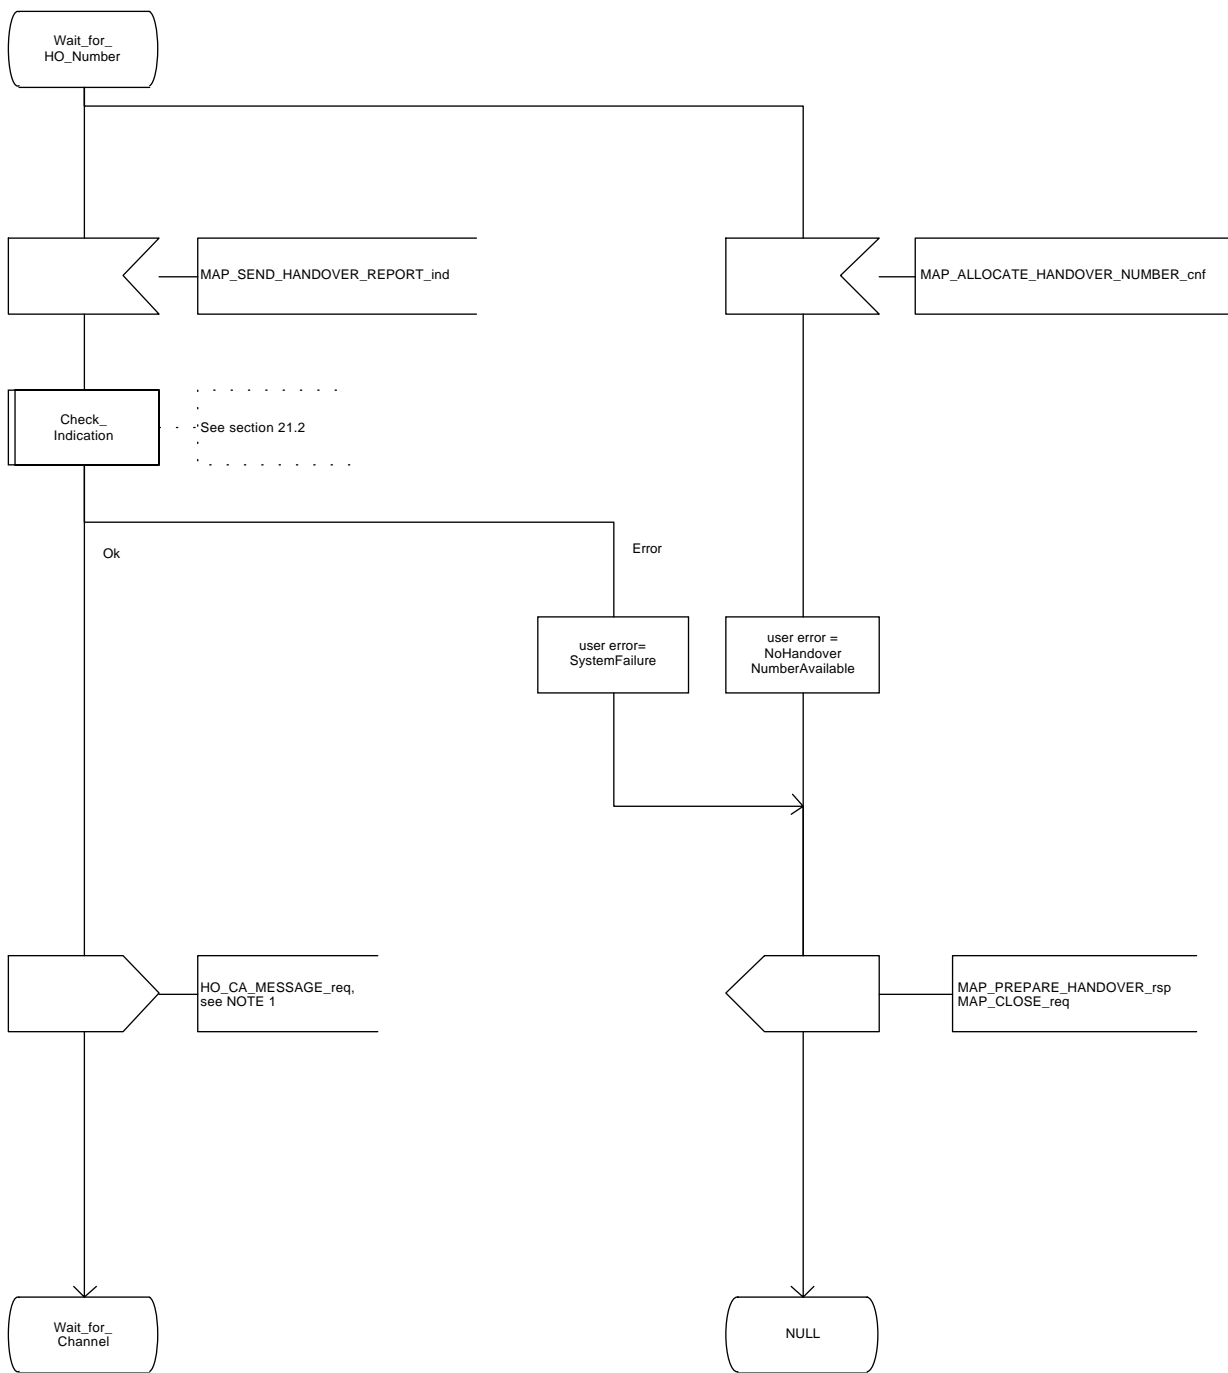 Wait_for_
HO_Number
MAP_SEND_HANDOVER_REPORT_ind
MAP_ALLOCATE_HANDOVER_NUMBER_cnf
Check_
Indication
See section 21.2
Ok
Error
user error=
SystemFailure
user error =
NoHandover
NumberAvailable
HO_CA_MESSAGE_req,
see NOTE 1
MAP_PREPARE_HANDOVER_rsp
MAP_CLOSE_req
Wait_for_
Channel
NULL